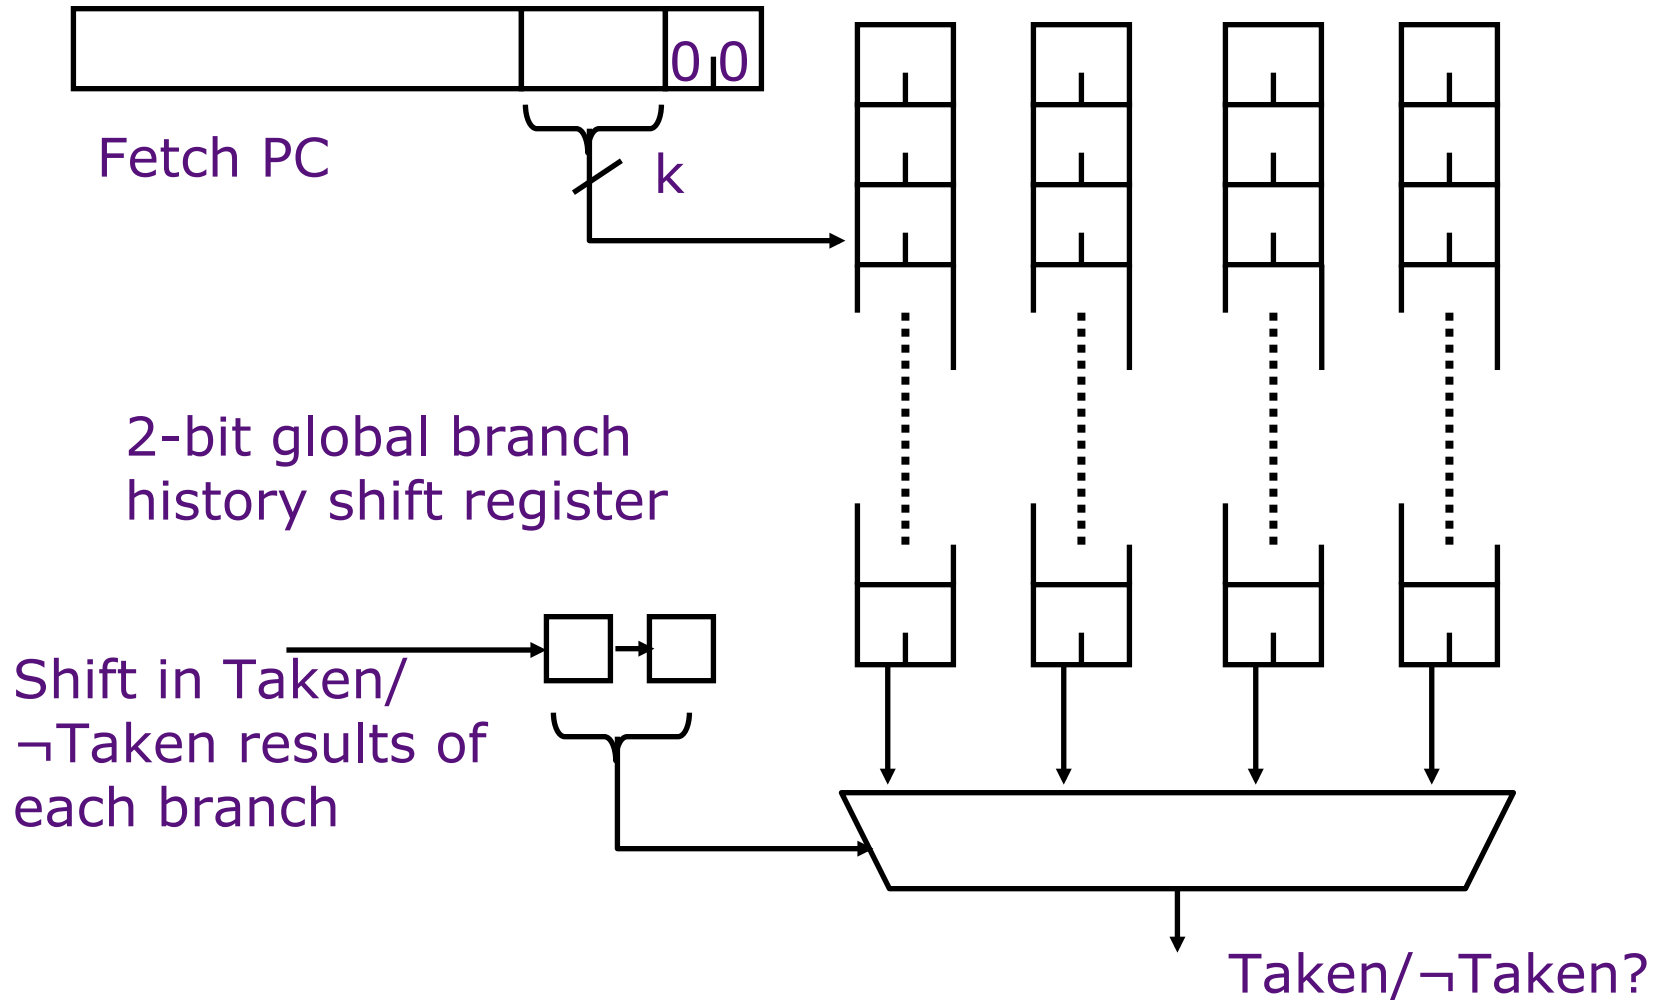 0 0
Fetch PC
k
2-bit global branch
history shift register
Shift in Taken/
¬Taken results of
each branch
Taken/¬Taken?